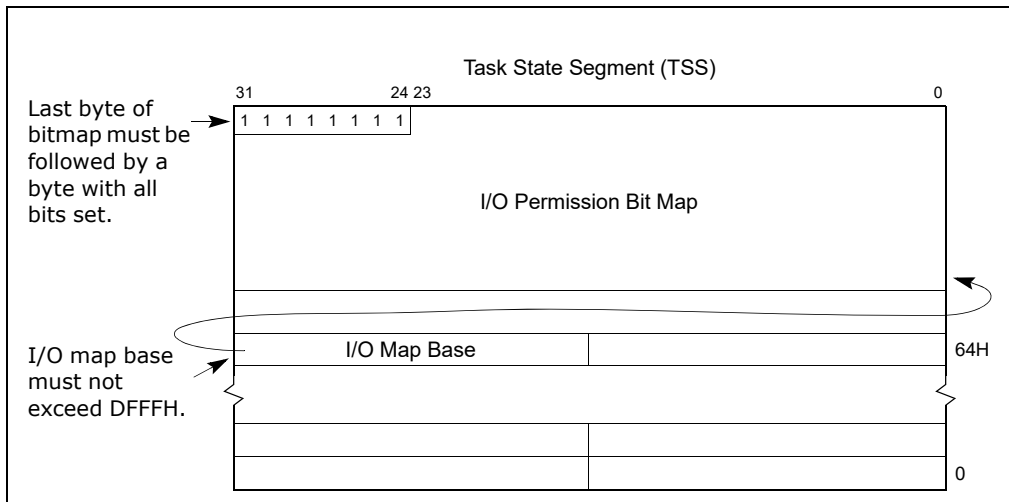 Task State Segment (TSS)
31 24 23 0
Last byte of
bitmap must be
followed by a
byte with all
bits set.
1 1 1 1 1 1 1 1
I/O Permission Bit Map
I/O map base
must not
exceed DFFFH.
I/O Map Base
64H
0